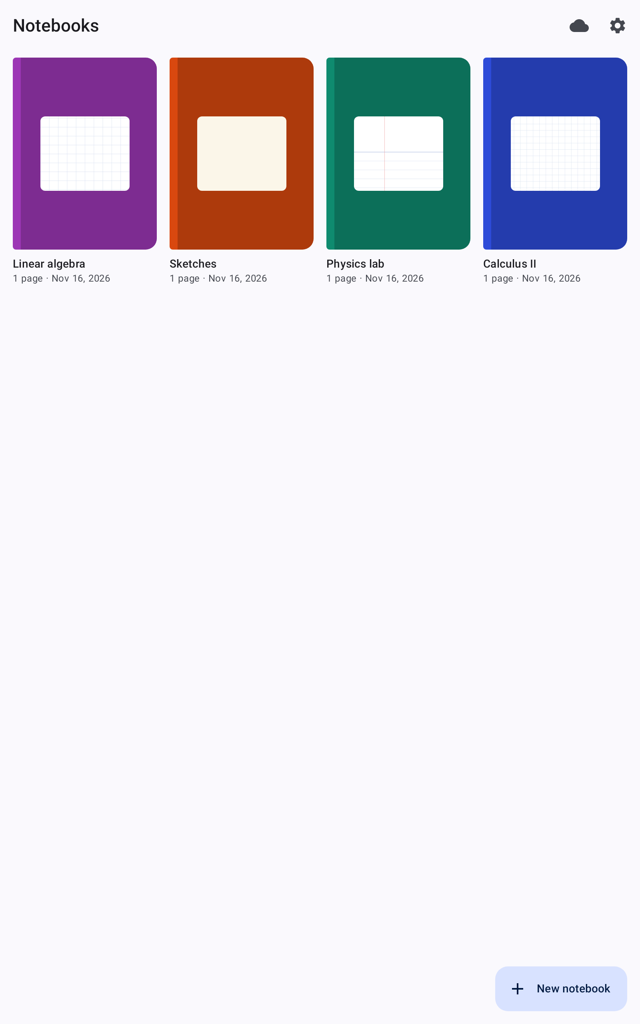 Notebooks
Linear algebra
1 page · Nov 16, 2026
Sketches
1 page · Nov 16, 2026
Physics lab
1 page · Nov 16, 2026
Calculus II
1 page · Nov 16, 2026
New notebook